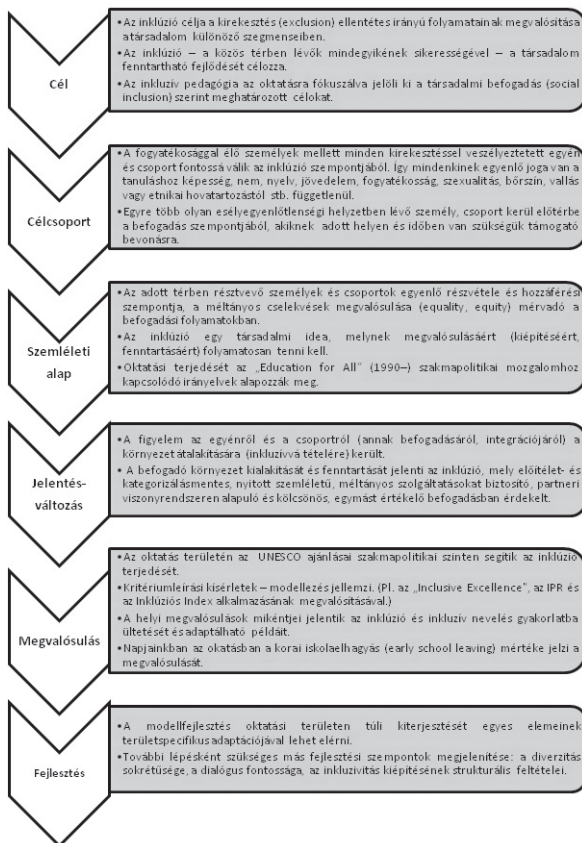 Cél
•Az inklúzió célja a kirekesztés (exclusion) ellentétes irányú folyamatainak megvalósítása
a társadalom különböző szegmenseiben.
•Az inklúzió – a közös térben lévők mindegyikének sikerességével – a társadalom
fenntartható fejlődését célozza.
•Az inkluzív pedagógia az oktatásra fókuszálva jelöli ki a társadalmi befogadás (social
inclusion) szerint meghatározott célokat.
Célcsoport
•A fogyatékosággal élő személyek mellett minden kirekesztéssel veszélyeztetett egyén
és csoport fontossá válik az inklúzió szempontjából. Így mindenkinek egyenlő joga van a
tanuláshoz képesség, nem, nyelv, jövedelem, fogyatékosság, szexualitás, bőrszín, vallás
vagy etnikai hovatartozástól stb. függetlenül.
•Egyre több olyan esélyegyenlőtlenségi helyzetben lévő személy, csoport kerül előtérbe
a befogadás szempontjából, akiknek adott helyen és időben van szükségük támogató
bevonásra.
Szemléleti
alap
•Az adott térben résztvevő személyek és csoportok egyenlő részvétele és hozzáférési
szempontja, a méltányos cselekvések megvalósulása (equality, equity) mérvadó a
befogadási folyamatokban.
•Az inklúzió egy társadalmi idea, melynek megvalósulásáért (kiépítéséért,
fenntartásáért) folyamatosan tenni kell.
•Oktatási terjedését az „Education for All" (1990–) szakmapolitikai mozgalomhoz
kapcsolódó irányelvek alapozzák meg.
Jelentés-
változás
•A figyelem az egyénről és a csoportról (annak befogadásáról, integrációjáról) a
környezet átalakítására (inkluzívvá tételére) került.
• A befogadó környezet kialakítását és fenntartását jelenti az inklúzió, mely előítélet- és
kategorizálásmentes, nyitott szemléletű, méltányos szolgáltatásokat biztosító, partneri
viszonyrendszeren alapuló és kölcsönös, egymást értékelő befogadásban érdekelt.
Megvalósulás
•Az oktatás területén az UNESCO ajánlásai szakmapolitikai szinten segítik az inklúzió
terjedését.
•Kritériumleírási kísérletek – modellezés jellemzi. (Pl. az „Inclusive Excellence", az IPR és
az Inklúziós Index alkalmazásának megvalósításával.)
•A helyi megvalósulások mikéntjei jelentik az inklúzió és inkluzív nevelés gyakorlatba
ültetését és adaptálható példáit.
•Napjainkban az okatásban a korai iskolaelhagyás (early school leaving) mértéke jelzi a
megvalósulását.
Fejlesztés
•A modellfejlesztés oktatási területen túli kiterjesztését egyes elemeinek
területspecifikus adaptációjával lehet elérni.
•További lépésként szükséges más fejlesztési szempontok megjelenítése: a diverzitás
sokrétűsége, a dialógus fontossága, az inkluzivitás kiépítésének strukturális feltételei.